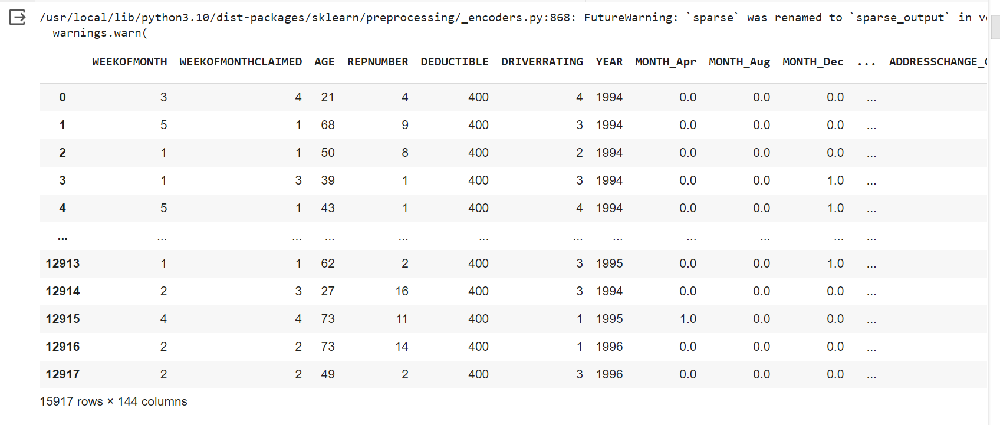 /usr/local/lib/python3.10/dist-packages/sklearn/preprocessing/_encoders.py:868: FutureWarning: `sparse` was renamed to `sparse_output` in
warnings.warn(
WEEKOFMONTH WEEKOFMONTHCLAIMED AGE REPNUMBER DEDUCTIBLE DRIVERRATING YEAR MONTH_Apr MONTH_Aug MONTH_Dec ...
0 3 4 21 4 400 4 1994 0.0 0.0 0.0 ...
1 5 1 68 9 400 3 1994 0.0 0.0 0.0 ...
2 1 1 50 8 400 2 1994 0.0 0.0 0.0 ...
3 1 3 39 1 400 3 1994 0.0 0.0 1.0 ...
4 5 1 43 1 400 4 1994 0.0 0.0 1.0 ...
... ... ... ... ... ... ... ... ... ... ... ...
12913 1 1 62 2 400 3 1995 0.0 0.0 1.0 ...
12914 2 3 27 16 400 3 1994 0.0 0.0 0.0 ...
12915 4 4 73 11 400 1 1995 1.0 0.0 0.0 ...
12916 2 2 73 14 400 1 1996 0.0 0.0 0.0 ...
12917 2 2 49 2 400 3 1996 0.0 0.0 0.0 ...
15917 rows × 144 columns